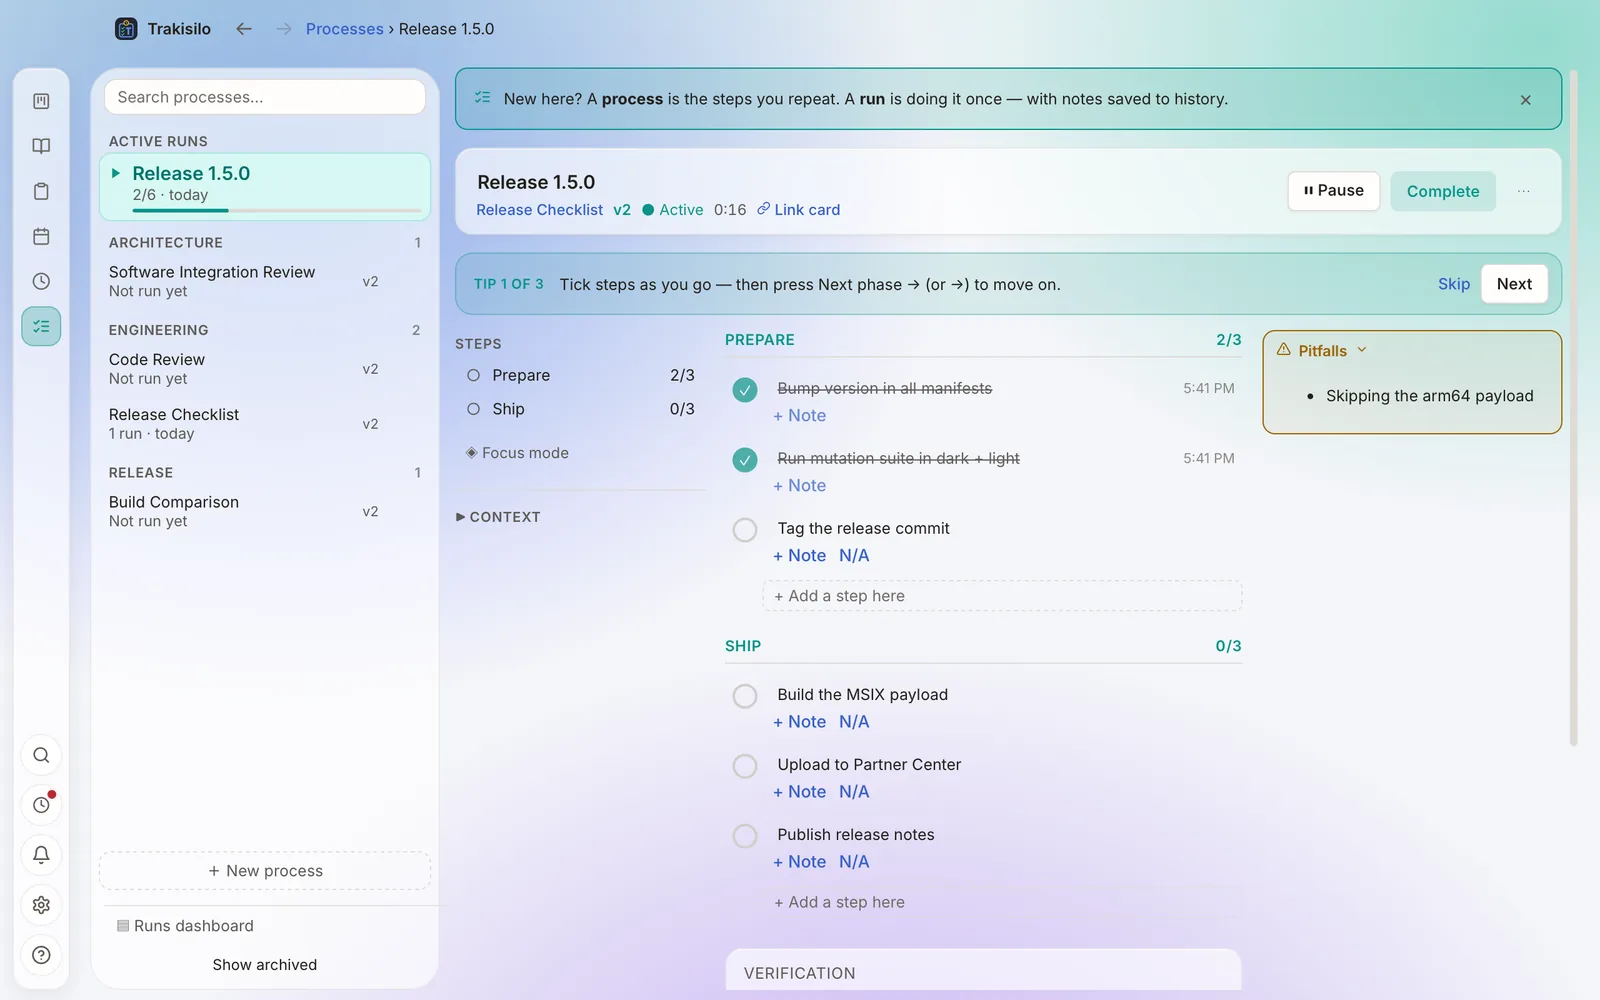 Trakisilo ← → Processes › Release 1.5.0
Search processes...
ACTIVE RUNS
Release 1.5.0
2/6 · today
ARCHITECTURE 1
Software Integration Review
Not run yet
v2
ENGINEERING 2
Code Review
Not run yet
v2
Release Checklist
1 run · today
v2
RELEASE 1
Build Comparison
Not run yet
v2
+ New process
Runs dashboard
Show archived
New here? A process is the steps you repeat. A run is doing it once — with notes saved to history.
Release 1.5.0
Release Checklist v2 Active 0:16 Link card
Pause
Complete
...
TIP 1 OF 3 Tick steps as you go — then press Next phase → (or →) to move on.
Skip
Next
STEPS
Prepare 2/3
Ship 0/3
Focus mode
CONTEXT
PREPARE 2/3
Bump version in all manifests 5:41 PM
+ Note
Run mutation suite in dark + light 5:41 PM
+ Note
Tag the release commit
+ Note N/A
+ Add a step here
SHIP 0/3
Build the MSIX payload
+ Note N/A
Upload to Partner Center
+ Note N/A
Publish release notes
+ Note N/A
+ Add a step here
VERIFICATION
Pitfalls
• Skipping the arm64 payload